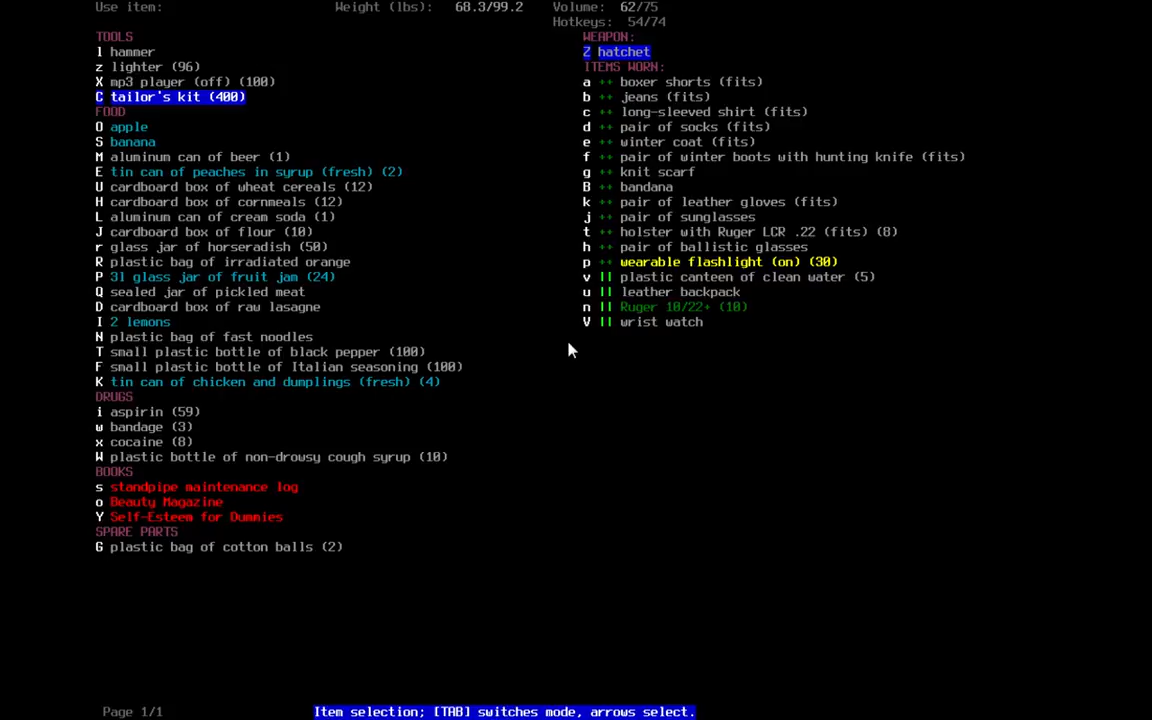 Use item: Weight (lbs): 68.3/99.2 Volume: 62/75
Hotkeys: 54/74
TOOLS
l hammer
z lighter (96)
X mp3 player (off) (100)
C tailor's kit (400)
FOOD
O apple
S banana
M aluminum can of beer (1)
E tin can of peaches in syrup (fresh) (2)
U cardboard box of wheat cereals (12)
H cardboard box of cornmeals (12)
L aluminum can of cream soda (1)
J cardboard box of flour (10)
r glass jar of horseradish (50)
R plastic bag of irradiated orange
P 3l glass jar of fruit jam (24)
Q sealed jar of pickled meat
D cardboard box of raw lasagne
I 2 lemons
N plastic bag of fast noodles
T small plastic bottle of black pepper (100)
F small plastic bottle of Italian seasoning (100)
K tin can of chicken and dumplings (fresh) (4)
DRUGS
i aspirin (59)
w bandage (3)
x cocaine (8)
W plastic bottle of non-drowsy cough syrup (10)
BOOKS
s standpipe maintenance log
o Beauty Magazine
Y Self-Esteem for Dummies
SPARE PARTS
G plastic bag of cotton balls (2)
WEAPON:
Z hatchet
ITEMS WORN:
a ++ boxer shorts (fits)
b ++ jeans (fits)
c ++ long-sleeved shirt (fits)
d ++ pair of socks (fits)
e ++ winter coat (fits)
f ++ pair of winter boots with hunting knife (fits)
g ++ knit scarf
B ++ bandana
k ++ pair of leather gloves (fits)
j ++ pair of sunglasses
t ++ holster with Ruger LCR .22 (fits) (8)
h ++ pair of ballistic glasses
p ++ wearable flashlight (on) (30)
v || plastic canteen of clean water (5)
u || leather backpack
n || Ruger 10/22+ (10)
V || wrist watch
Page 1/1 Item selection; [TAB] switches mode, arrows select.